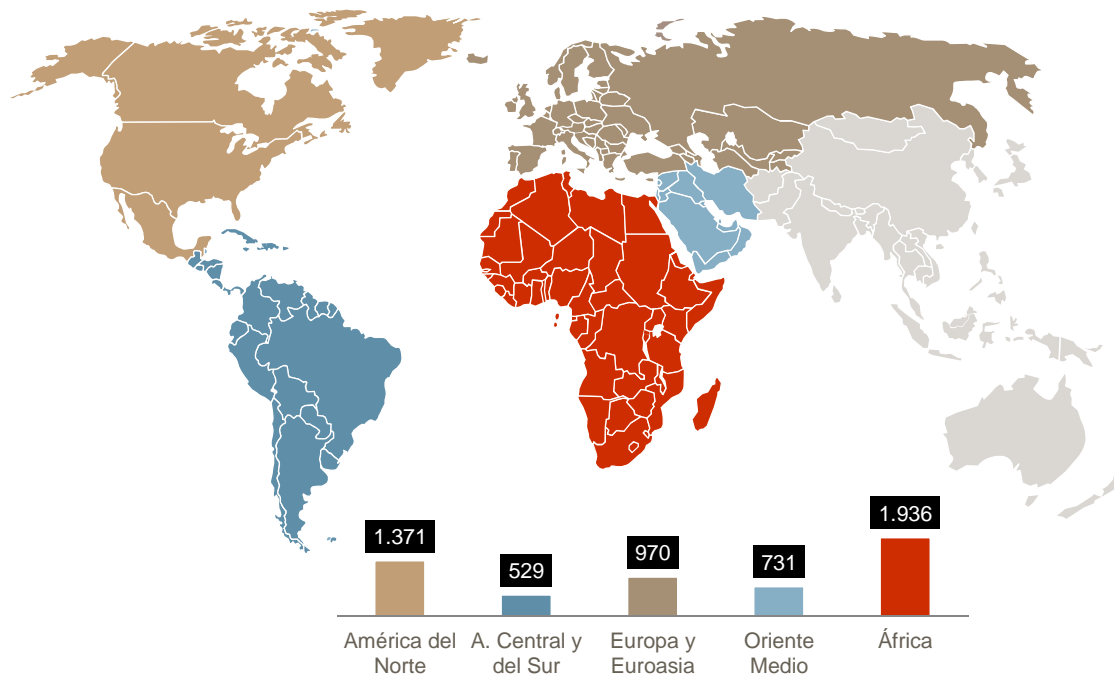 1.371
529
970
731
1.936
América del
Norte
A. Central y
del Sur
Europa y
Euroasia
Oriente
Medio
África